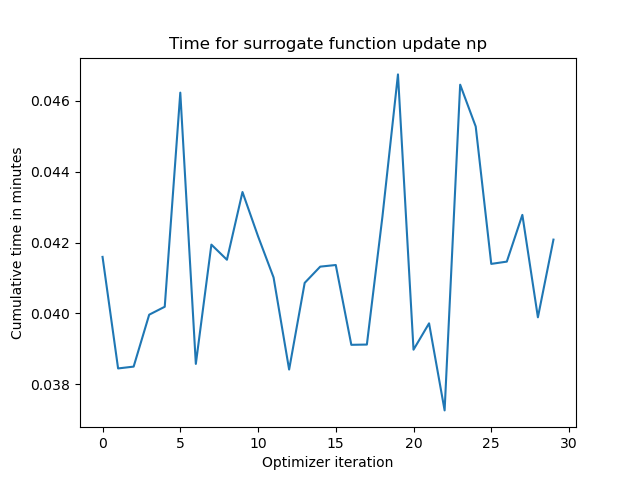 Time for surrogate function update np
Cumulative time in minutes
0.046
0.044
0.042
0.040
0.038
0 5 10 15 20 25 30
Optimizer iteration